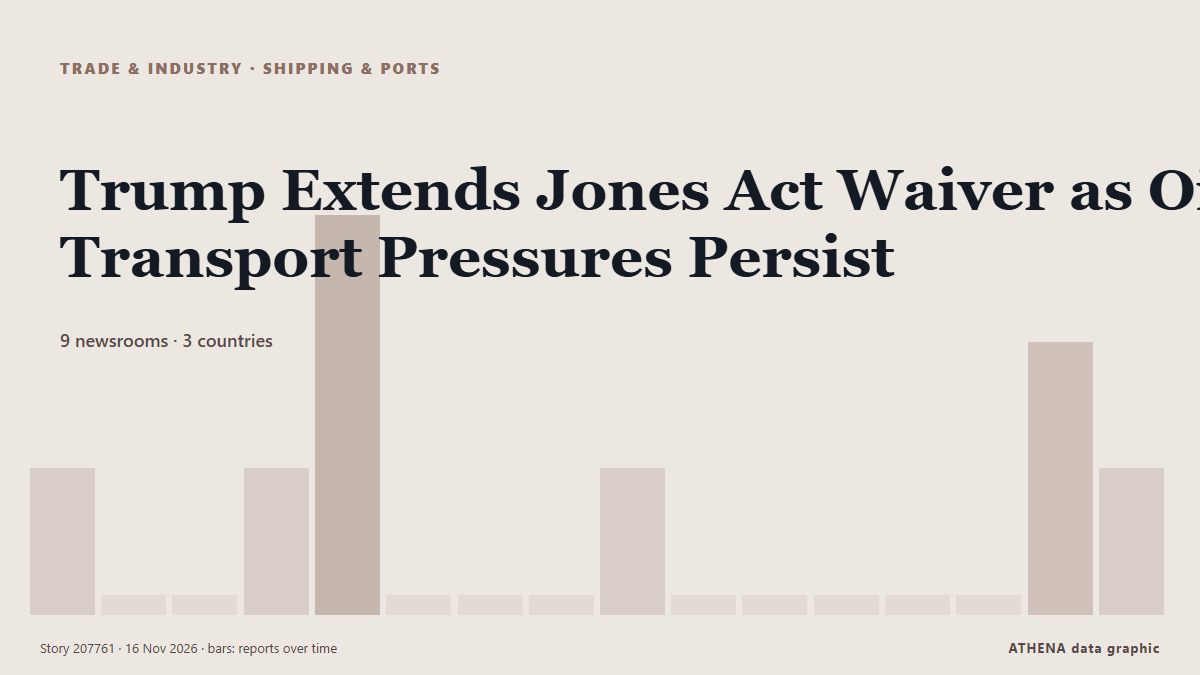 TRADE & INDUSTRY · SHIPPING & PORTS
Trump Extends Jones Act Waiver as
Transport Pressures Persist
9 newsrooms · 3 countries
Story 207761 · 16 Nov 2026 · bars: reports over time
ATHENA data graphic